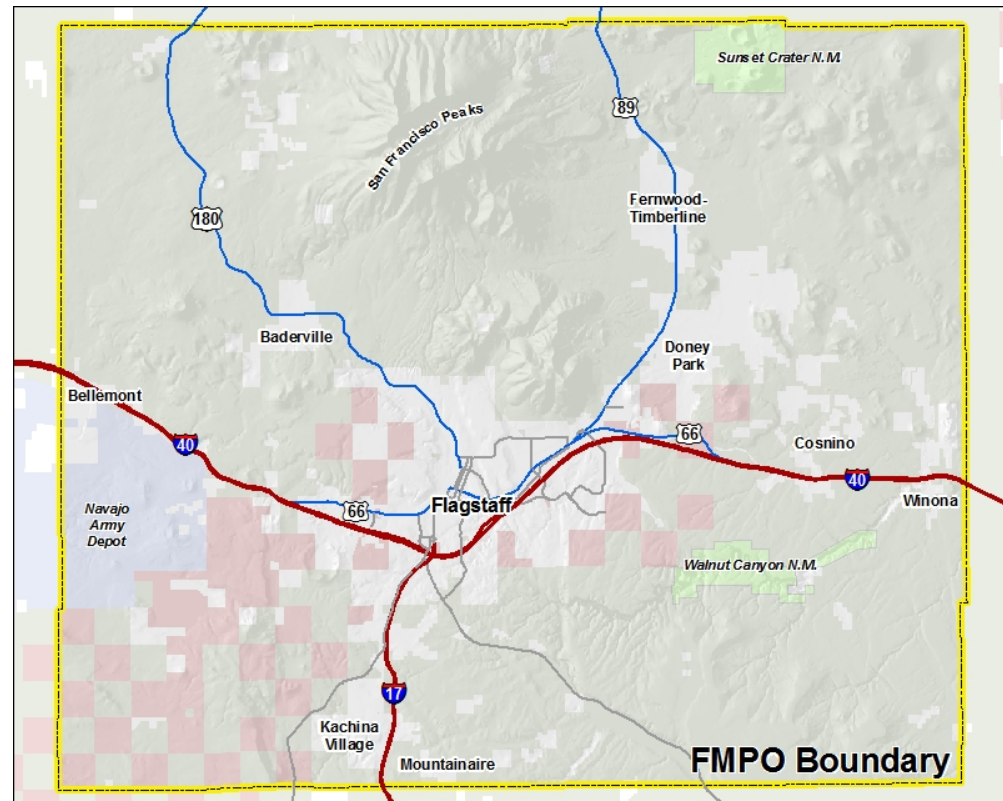 Sunset Crater N.M.
89
San Francisco Peaks
Fernwood-
Timberline
180
Baderville
Doney
Park
Bellemont
66
40
Cosnino
40
Winona
Flagstaff
66
Navajo
Army
Depot
Walnut Canyon N.M.
17
Kachina
Village
Mountainaire
FMPO Boundary